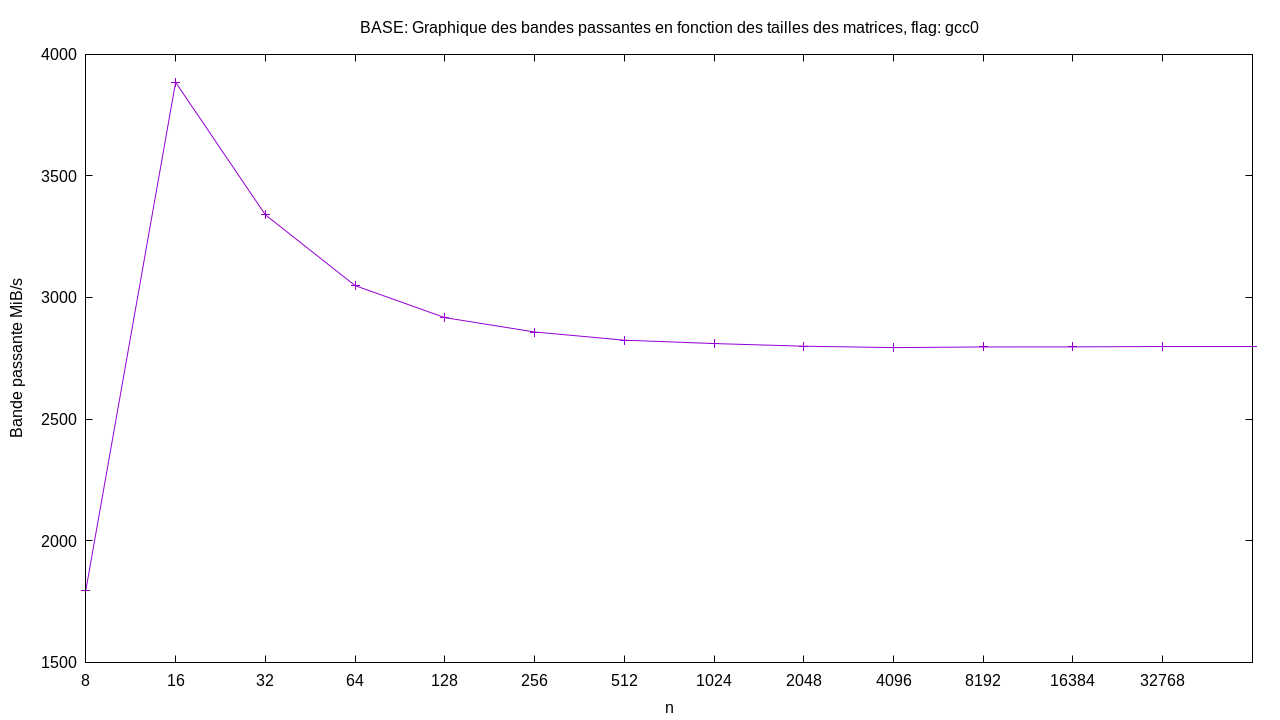 BASE: Graphique des bandes passantes en fonction des tailles des matrices, flag: gcc0
4000
3500
3000
2500
2000
1500
Bande passante MiB/s
8 16 32 64 128 256 512 1024 2048 4096 8192 16384 32768
n